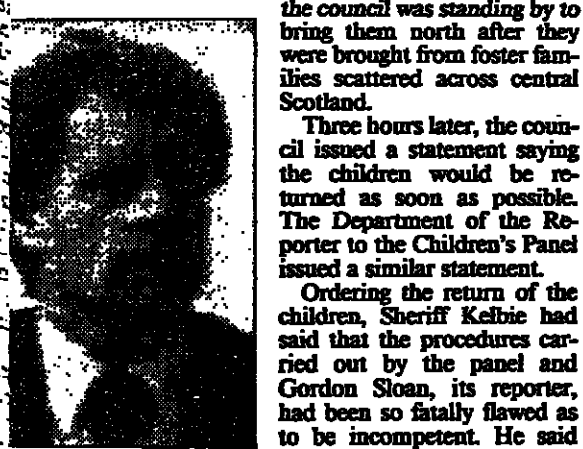 the council was standing by to
bring them north after they
were brought from foster fam-
ilies scattered across central
Scotland.
Three hours later, the coun-
cil issued a statement saying
the children would be re-
turned as soon as possible.
The Department of the Re-
porter to the Children's Panel
issued a similar statement.
Ordering the return of the
children, Sheriff Kelbie had
said that the procedures car-
ried out by the panel and
Gordon Sloan, its reporter,
had been so fatally flawed as
to be incompetent. He said